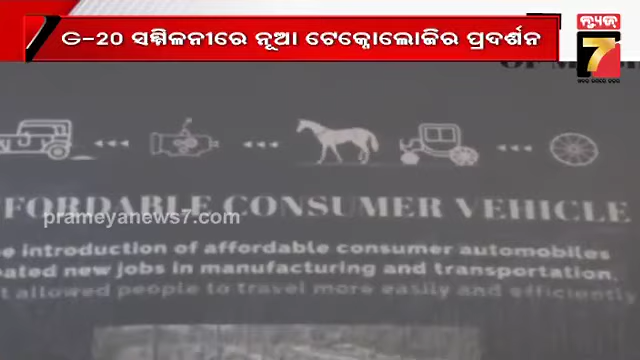 G-20 ସମ୍ମିଳନୀରେ ନୂଆ ଟେକ୍ନୋଲୋଜିର ପ୍ରଦର୍ଶନ
ନ୍ୟୁଜ୍
7
prameyanews7.com
FFORDABLE CONSUMER VEHICLE
e introduction of affordable consumer automobiles
eated new jobs in manufacturing and transportation.
t allowed people to travel more easily and efficiently